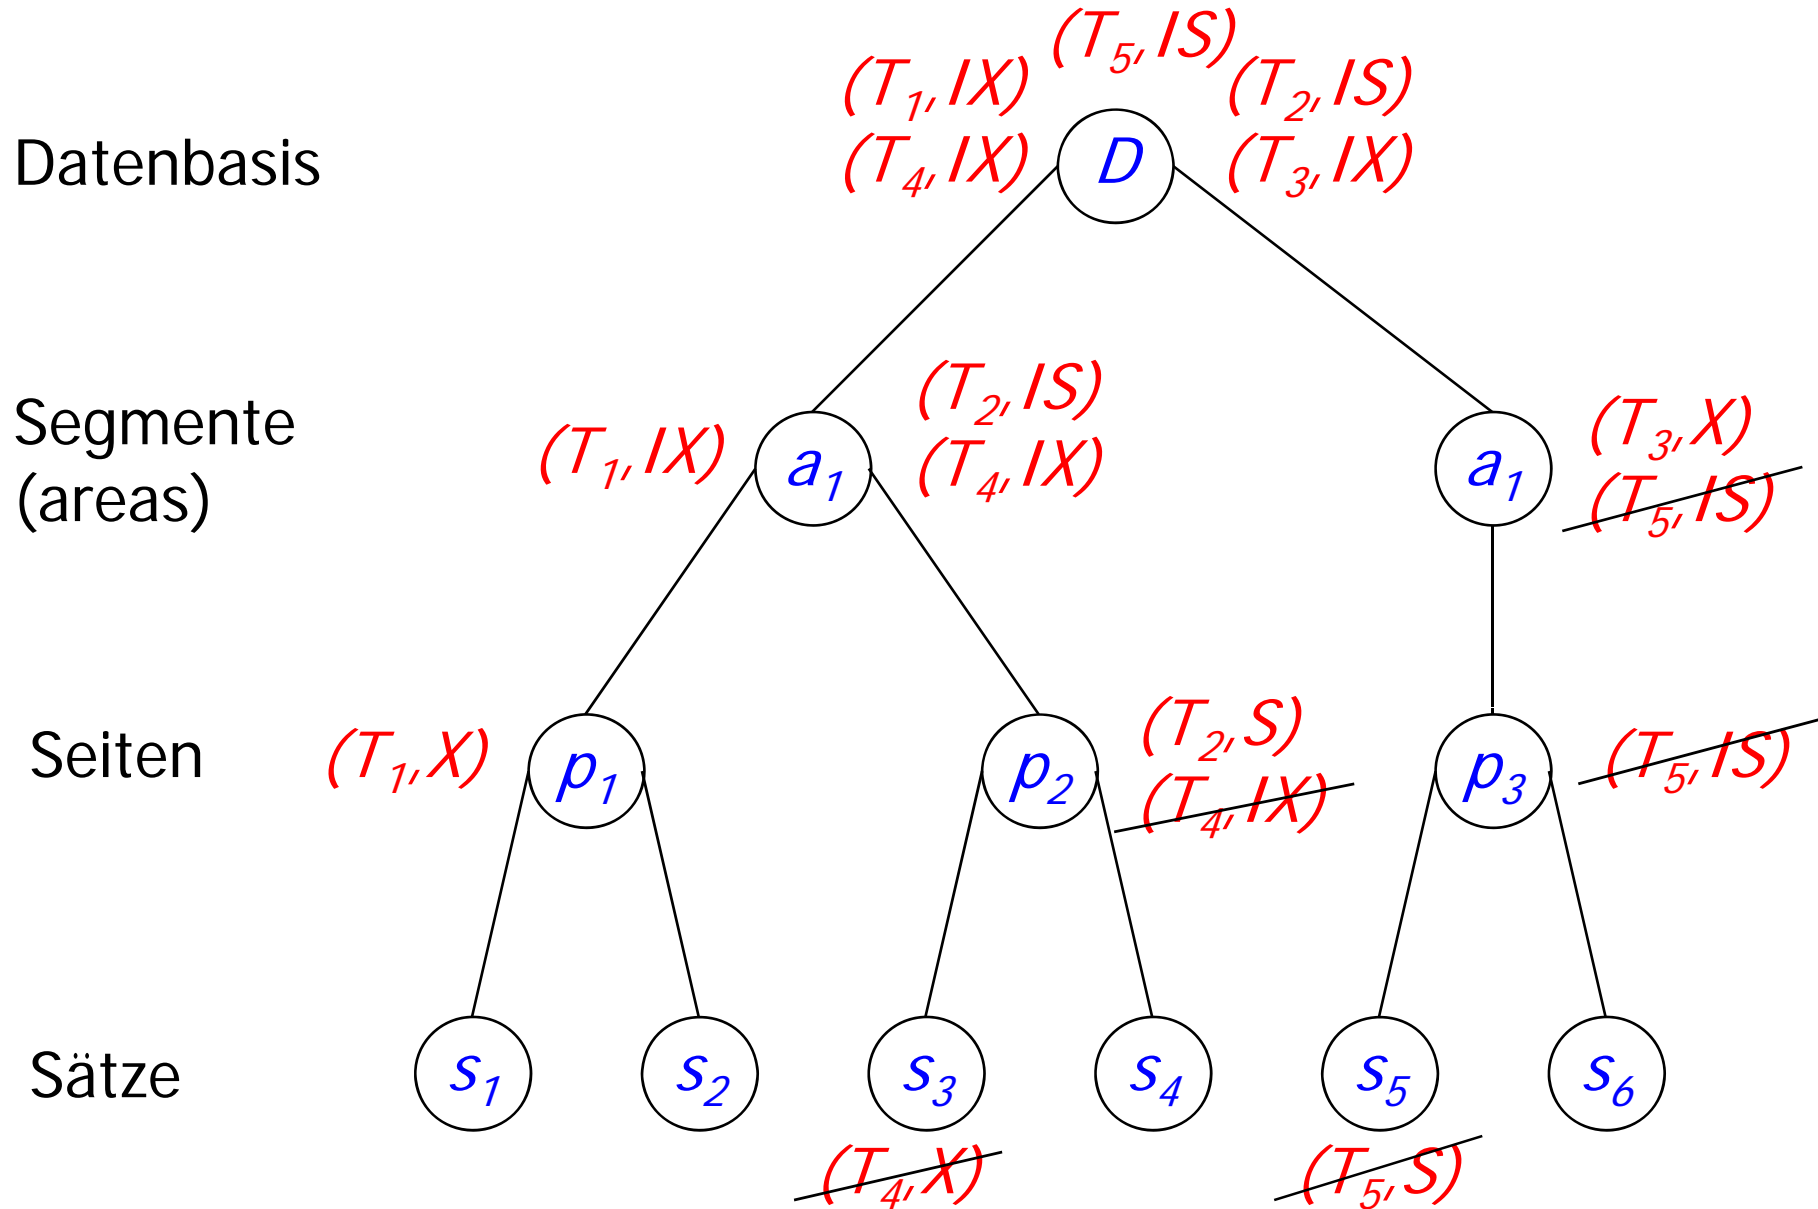 (T5, IS)
(T1, IX) (T2, IS)
Datenbasis (T4, IX) D (T3, IX)
(T2, IS)
Segmente (T1, IX) a1 (T4, IX) a1 (T3, X)
(areas) (T5, IS)
(T2, S)
Seiten (T1, X) p1 p2 p3 (T5, IS)
(T4, IX)
Sätze s1 s2 s3 s4 s5 s6
(T4, X) (T5, S)